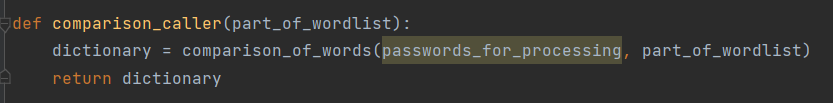 def comparison_caller(part_of_wordlist):
    dictionary = comparison_of_words(passwords_for_processing, part_of_wordlist)
    return dictionary